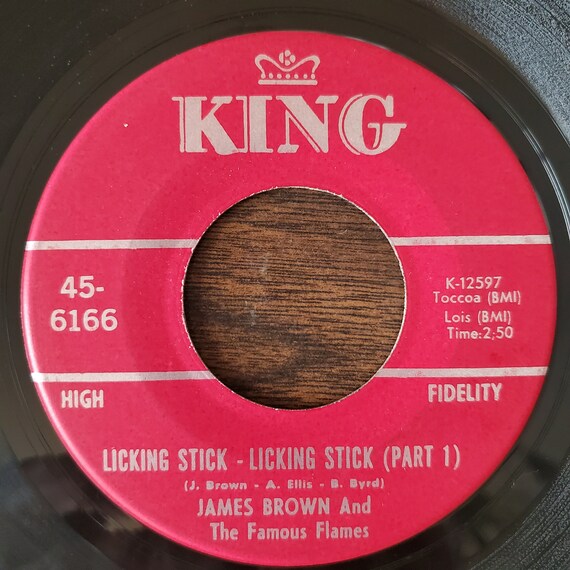 KING
45-
6166
K-12597
Toccoa (BMI)
Lois (BMI)
Time:2:50
HIGH
FIDELITY
LICKING STICK - LICKING STICK (PART 1)
(J. Brown - A. Ellis - B. Byrd)
JAMES BROWN And
The Famous Flames